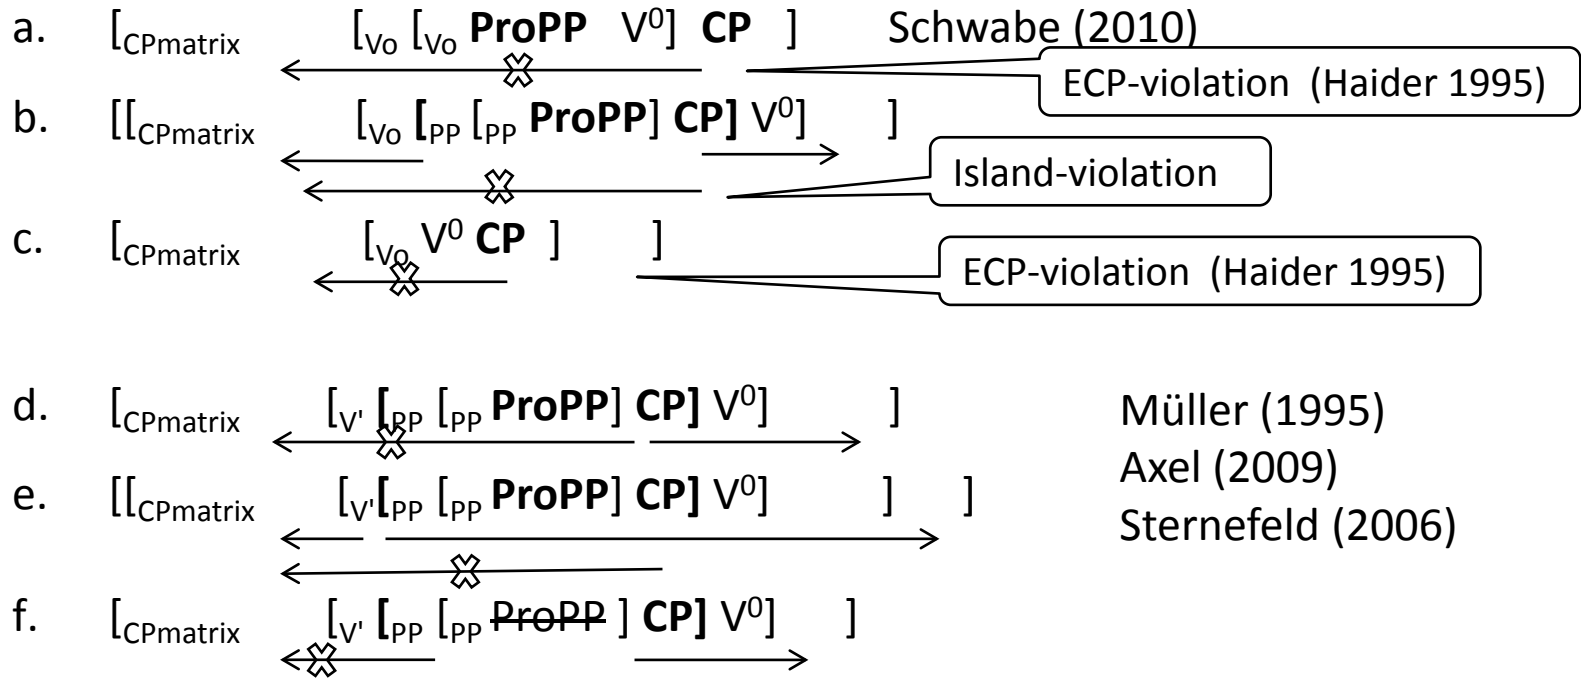 a. [CPmatrix [Vo [Vo ProPP V0] CP ] Schwabe (2010)
ECP-violation (Haider 1995)
b. [[CPmatrix [Vo [PP [PP ProPP] CP] V0] ]
Island-violation
c. [CPmatrix [Vo V0 CP ] ]
ECP-violation (Haider 1995)
d. [CPmatrix [V' [PP [PP ProPP] CP] V0] ] Müller (1995)
Axel (2009)
e. [[CPmatrix [V'[PP [PP ProPP] CP] V0] ] ]
Sternefeld (2006)
f. [CPmatrix [V' [PP [PP ProPP ] CP] V0] ]